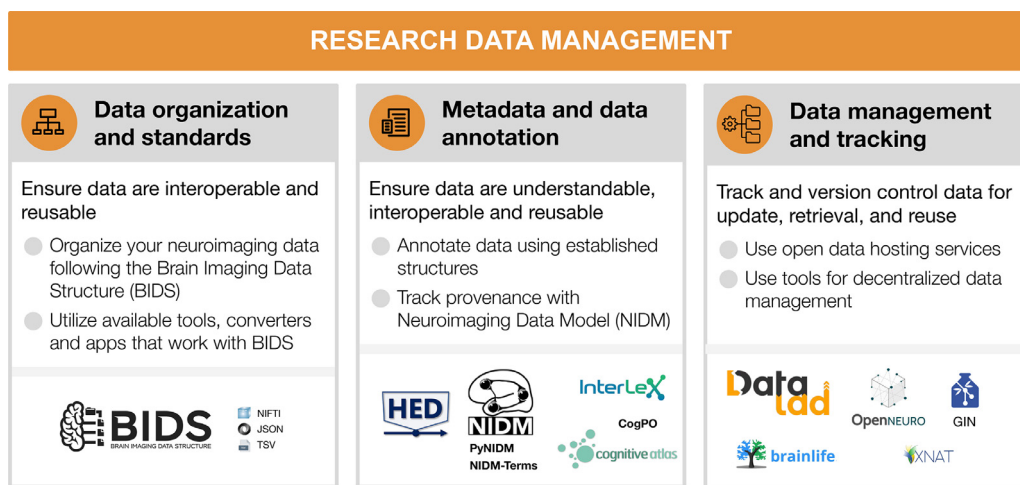 RESEARCH DATA MANAGEMENT
Data organization
and standards
Ensure data are interoperable and
reusable
Organize your neuroimaging data
following the Brain Imaging Data
Structure (BIDS)
Utilize available tools, converters
and apps that work with BIDS
BIDS
BRAIN IMAGING DATA STRUCTURE
NIFTI
JSON
TSV
Metadata and data
annotation
Ensure data are understandable,
interoperable and reusable
Annotate data using established
structures
Track provenance with
Neuroimaging Data Model (NIDM)
HED
NIDM
PyNIDM
NIDM-Terms
InterLeX
CogPO
cognitive atlas
Data management
and tracking
Track and version control data for
update, retrieval, and reuse
Use open data hosting services
Use tools for decentralized data
management
Data
lad
OpenNEURO
GIN
brainlife
XNAT